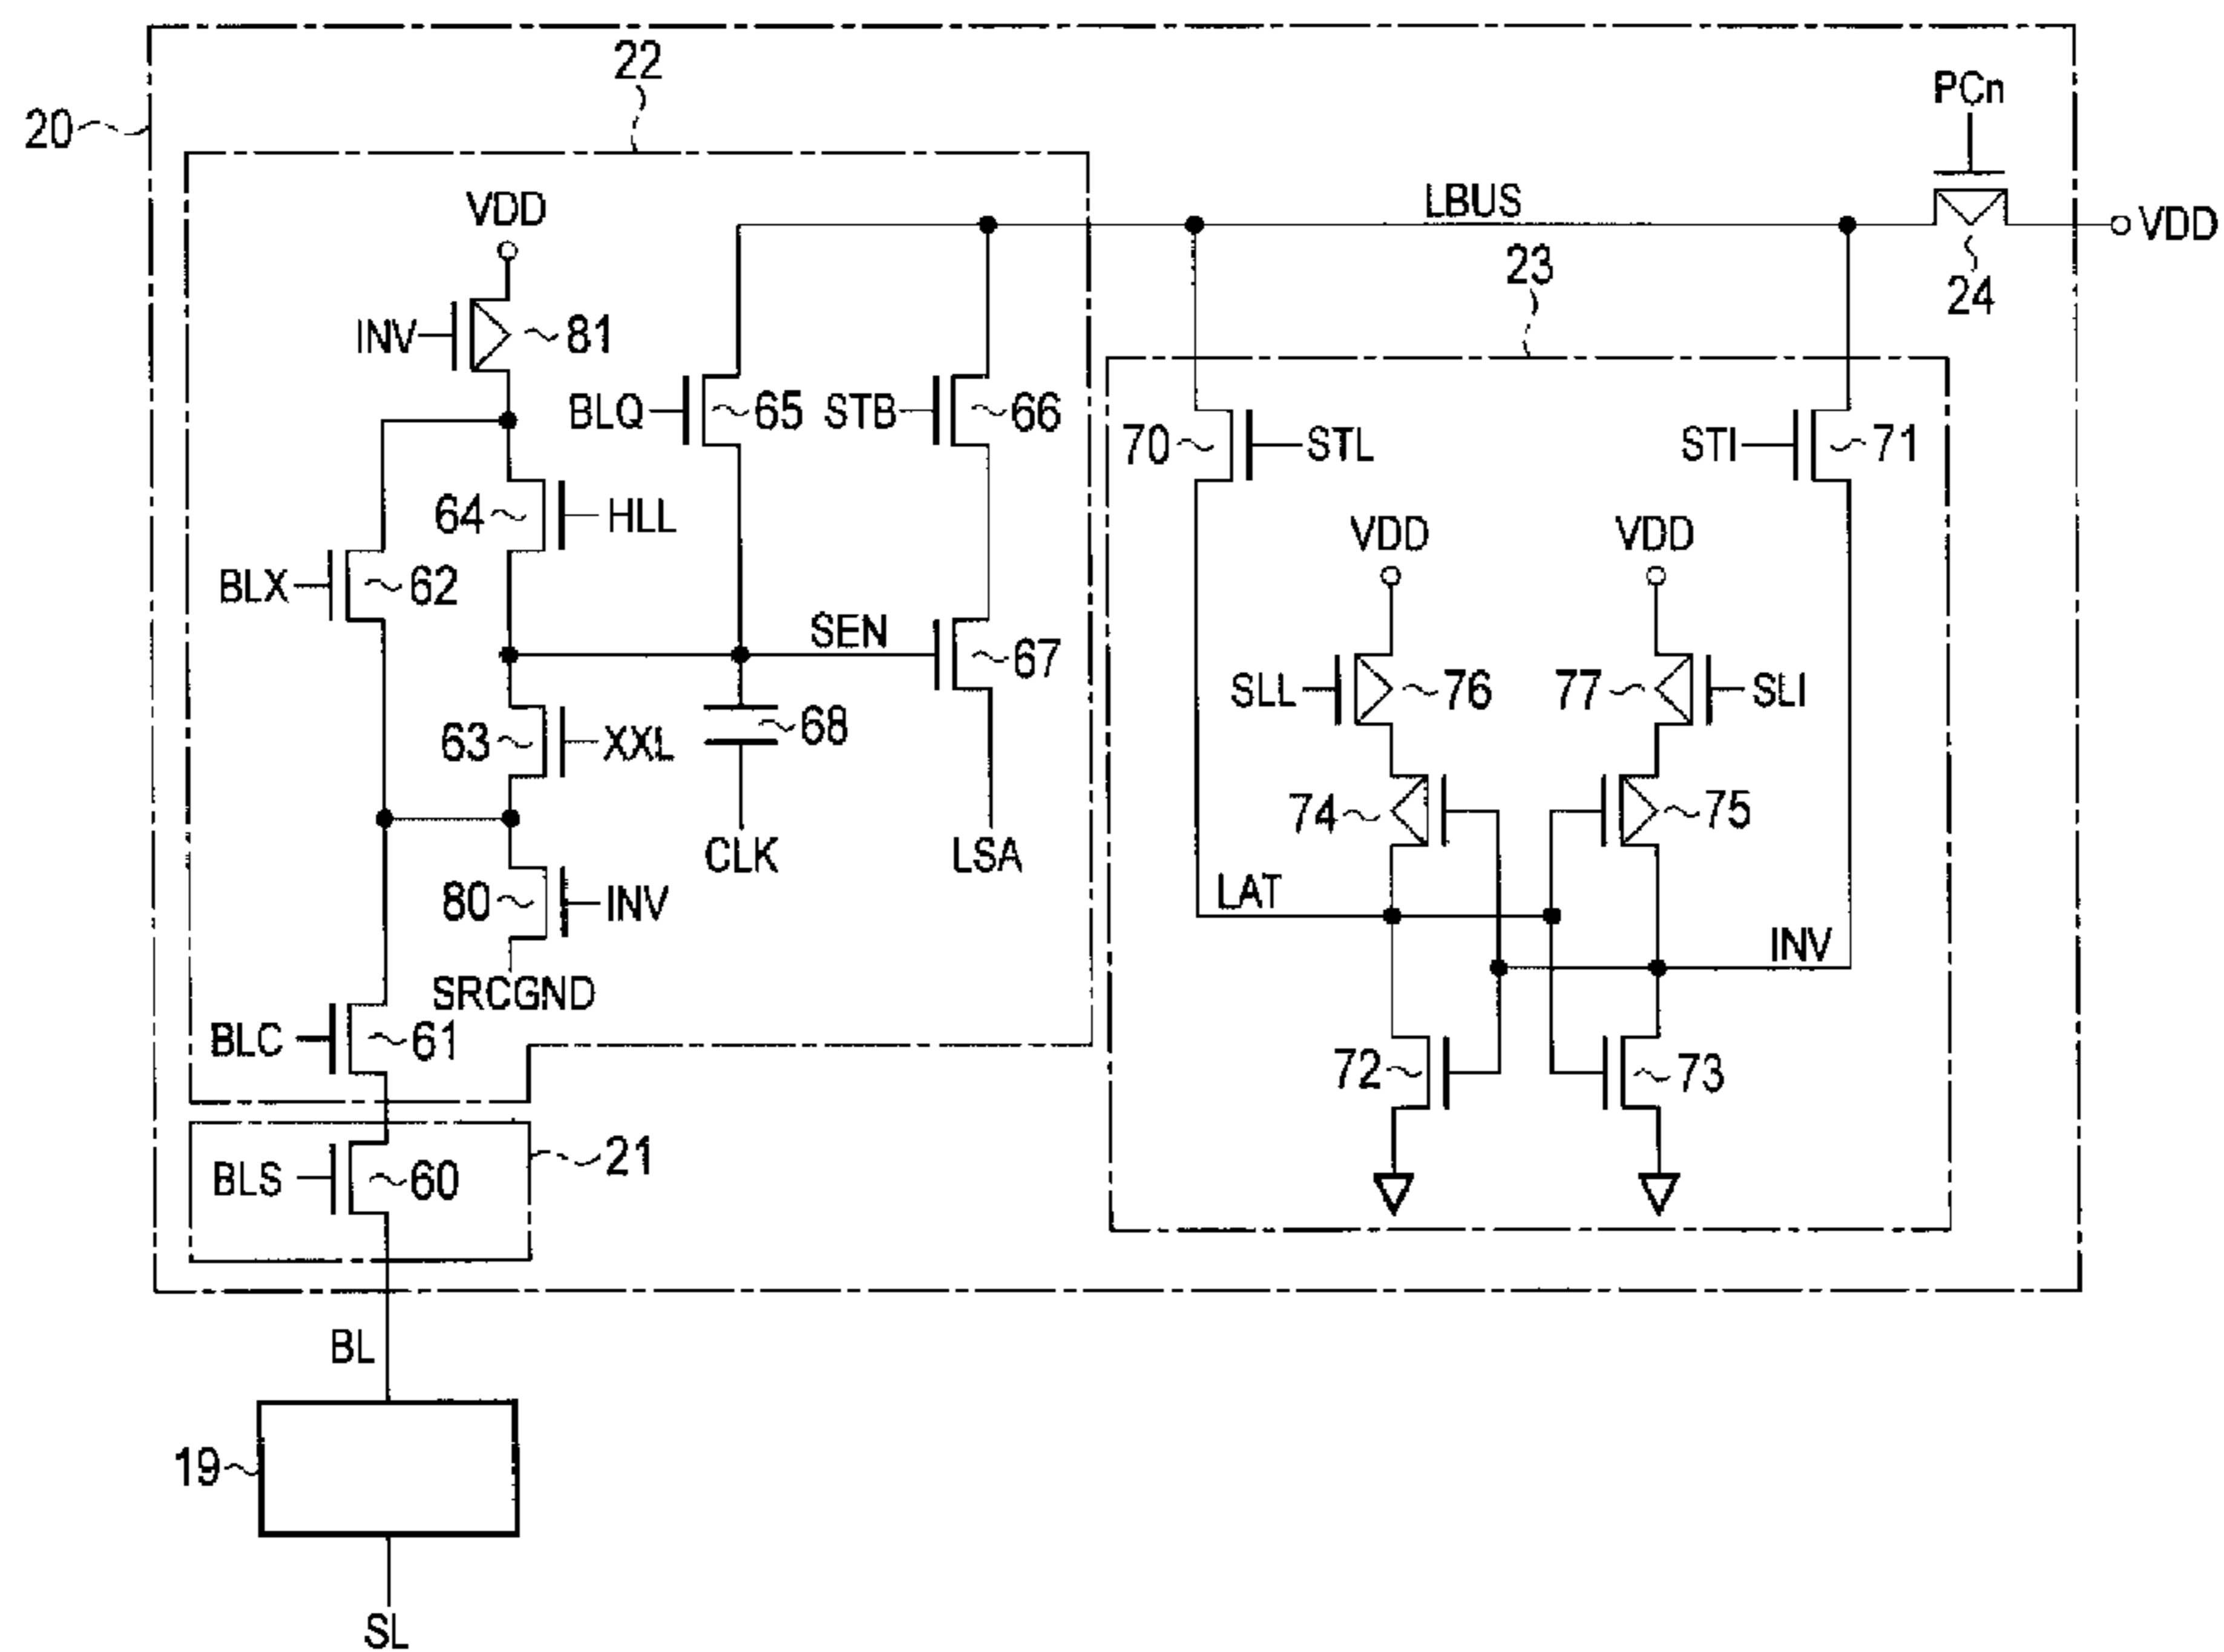 22
20
PCn
VDD
LBUS
VDD
23
24
INV
81
BLQ
65
STB
66
70
STL
STI
71
64
HLL
VDD
VDD
BLX
62
SEN
67
SLL
76
77
SLI
63
XXL
68
74
75
CLK
LSA
80
INV
LAT
INV
SRCGND
BLC
61
72
73
BLS
60
21
BL
19
SL